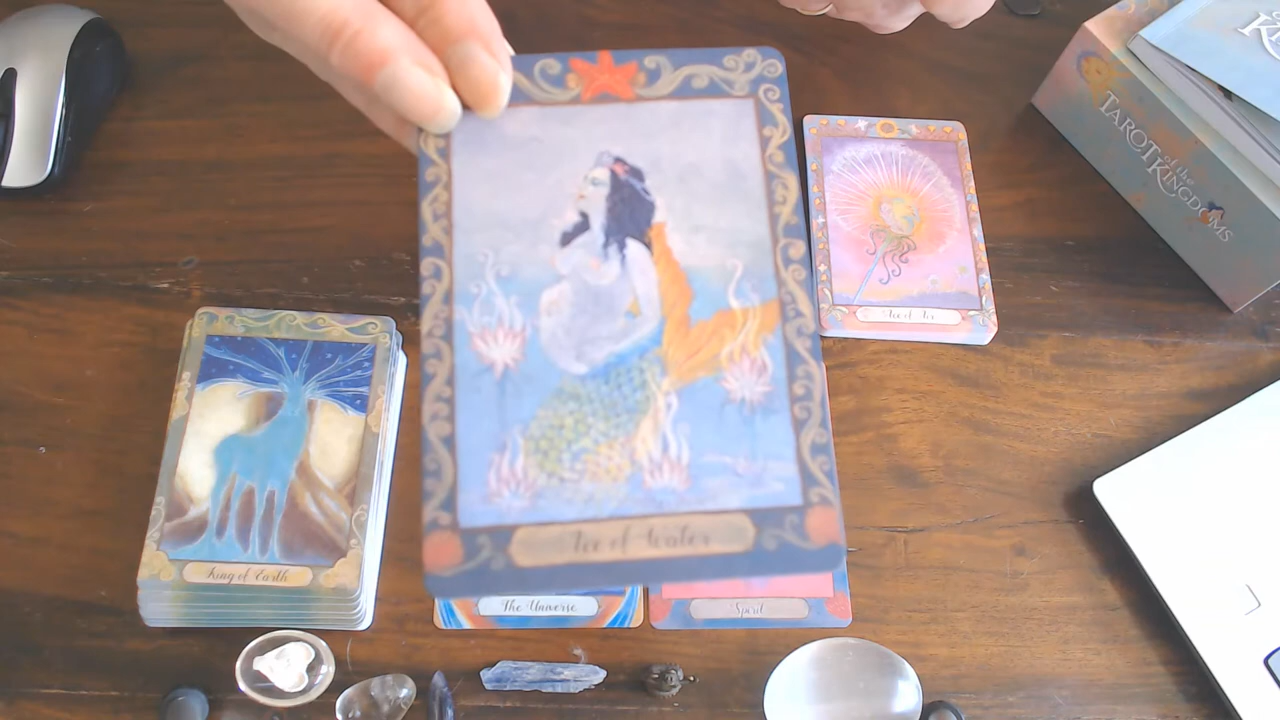 TAROT of the KINGDOMS
Ace of Air
Ace of Water
King of Earth
The Universe
Spirit